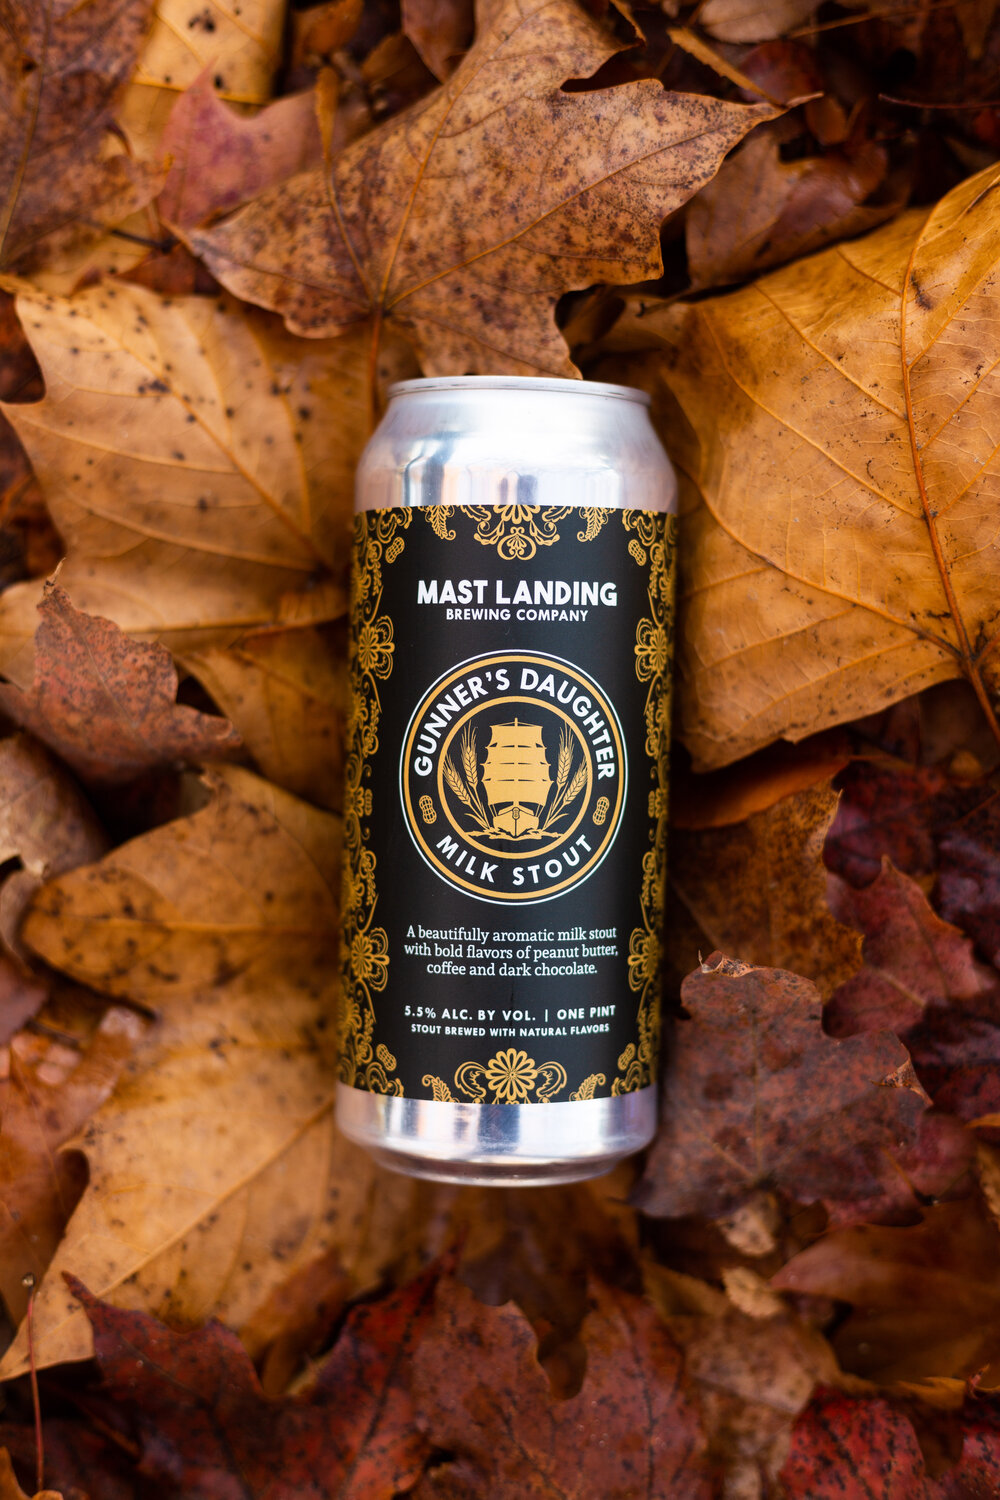 MAST LANDING
BREWING COMPANY
GUNNER'S DAUGHTER
MILK STOUT
A beautifully aromatic milk stout
with bold flavors of peanut butter,
coffee and dark chocolate.
5.5% ALC. BY VOL. | ONE PINT
STOUT BREWED WITH NATURAL FLAVORS